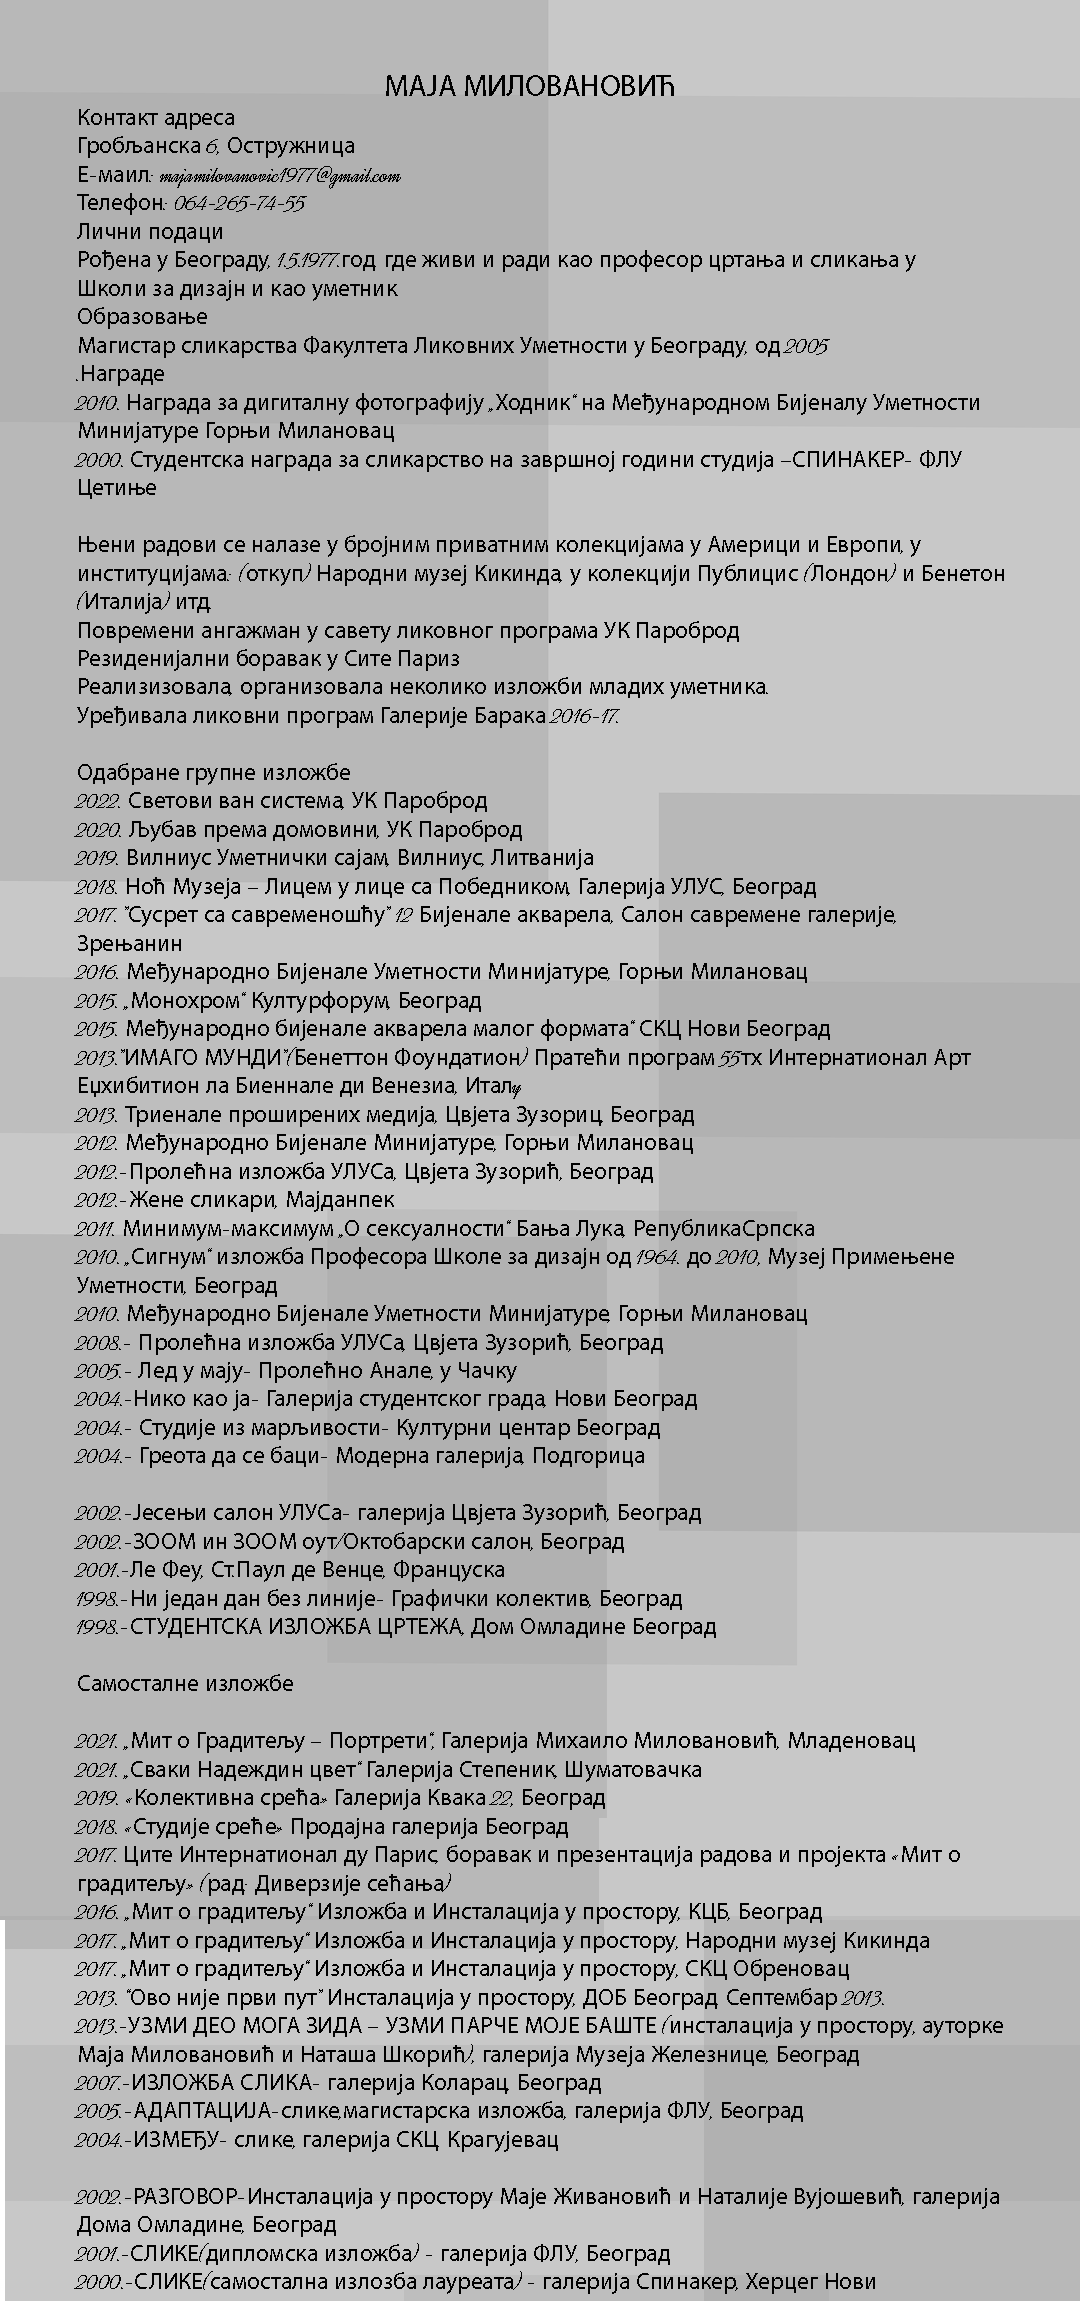 МАЈА МИЛОВАНОВИЋ
Контакт адреса
Гробљанска 6, Остружница
Е-маил: majamilovanovic1977@gmail.com
Телефон: 064-265-74-55
Лични подаци
Рођена у Београду, 1.5.1977.год. где живи и ради као професор цртања и сликања у
Школи за дизајн и као уметник.
Образовање
Магистар сликарства Факултета Ликовних Уметности у Београду, од 2005
.Награде
2010. Награда за дигиталну фотографију „Ходник“ на Међународном Бијеналу Уметности
Минијатуре Горњи Милановац
2000. Студентска награда за сликарство на завршној години студија –СПИНАКЕР- ФЛУ
Цетиње

Њени радови се налазе у бројним приватним колекцијама у Америци и Европи, у
институцијама: (откуп) Народни музеј Кикинда, у колекцији Публицис (Лондон) и Бенетон
(Италија) итд.
Повремени ангажман у савету ликовног програма УК Пароброд
Резиденијални боравак у Сите Париз
Реализизовала, организовала неколико изложби младих уметника.
Уређивала ликовни програм Галерије Барака 2016-17.

Одабране групне изложбе
2022. Светови ван система, УК Пароброд
2020. Љубав према домовини, УК Пароброд
2019. Вилниус Уметнички сајам, Вилниус, Литванија
2018. Ноћ Музеја – Лицем у лице са Победником, Галерија УЛУС, Београд
2017. "Сусрет са савременошћу" 12 Бијенале акварела, Салон савремене галерије,
Зрењанин
2016. Међународно Бијенале Уметности Минијатуре, Горњи Милановац
2015. „Монохром“ Културфорум, Београд
2015. Међународно бијенале акварела малог формата“ СКЦ Нови Београд
2013."ИМАГО МУНДИ"(Бенеттон Фоундатион) Пратећи програм 55тх Интернатионал Арт
Еџхибитион ла Биеннале ди Венезиа, Италy
2013. Триенале проширених медија, Цвјета Зузориц, Београд
2012. Међународно Бијенале Минијатуре, Горњи Милановац
2012.-Пролећна изложба УЛУСа, Цвјета Зузорић, Београд
2012.-Жене сликари, Мајданпек
2011. Минимум-максимум „О сексуалности“ Бања Лука, РепубликаСрпска
2010. „Сигнум“ изложба Професора Школе за дизајн од 1964. до 2010, Музеј Примењене
Уметности, Београд
2010. Међународно Бијенале Уметности Минијатуре, Горњи Милановац
2008.- Пролећна изложба УЛУСа, Цвјета Зузорић, Београд
2005.- Лед у мају- Пролећно Анале, у Чачку
2004.-Нико као ја- Галерија студентског града, Нови Београд
2004.- Студије из марљивости- Културни центар Београд
2004.- Греота да се баци- Модерна галерија, Подгорица

2002.-Јесењи салон УЛУСа- галерија Цвјета Зузорић, Београд
2002.-ЗООМ ин ЗООМ оут/Октобарски салон, Београд
2001.-Ле Феу, Ст.Паул де Венце, Француска
1998.-Ни један дан без линије- Графички колектив, Београд
1998.-СТУДЕНТСКА ИЗЛОЖБА ЦРТЕЖА, Дом Омладине Београд

Самосталне изложбе

2021. „Мит о Градитељу – Портрети“, Галерија Михаило Миловановић, Младеновац
2021. „Сваки Надеждин цвет“ Галерија Степеник, Шуматовачка
2019. «Колективна срећа» Галерија Квака 22, Београд
2018. «Студије среће» Продајна галерија Београд
2017. Ците Интернатионал ду Парис, боравак и презентација радова и пројекта «Мит о
градитељу» (рад: Диверзије сећања)
2016. „Мит о градитељу“ Изложба и Инсталација у простору, КЦБ, Београд
2017. „Мит о градитељу“ Изложба и Инсталација у простору, Народни музеј Кикинда
2017. „Мит о градитељу“ Изложба и Инсталација у простору, СКЦ Обреновац
2013. "Ово није први пут" Инсталација у простору, ДОБ Београд. Септембар 2013.
2013.-УЗМИ ДЕО МОГА ЗИДА – УЗМИ ПАРЧЕ МОЈЕ БАШТЕ (инсталација у простору, ауторке
Маја Миловановић и Наташа Шкорић), галерија Музеја Железнице, Београд
2007.-ИЗЛОЖБА СЛИКА- галерија Коларац, Београд
2005.-АДАПТАЦИЈА-слике,магистарска изложба, галерија ФЛУ, Београд
2004.-ИЗМЕЂУ- слике, галерија СКЦ, Крагујевац

2002.-РАЗГОВОР-Инсталација у простору Маје Живановић и Наталије Вујошевић, галерија
Дома Омладине, Београд
2001.-СЛИКЕ(дипломска изложба) - галерија ФЛУ, Београд
2000.-СЛИКЕ(самостална излозба лауреата) - галерија Спинакер, Херцег Нови